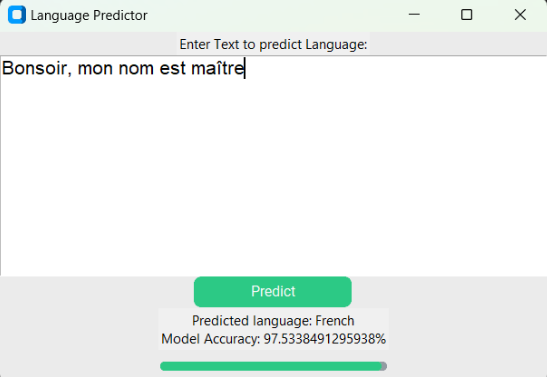 Language Predictor
Enter Text to predict Language:
Bonsoir, mon nom est maître
Predict
Predicted language: French
Model Accuracy: 97.5338491295938%